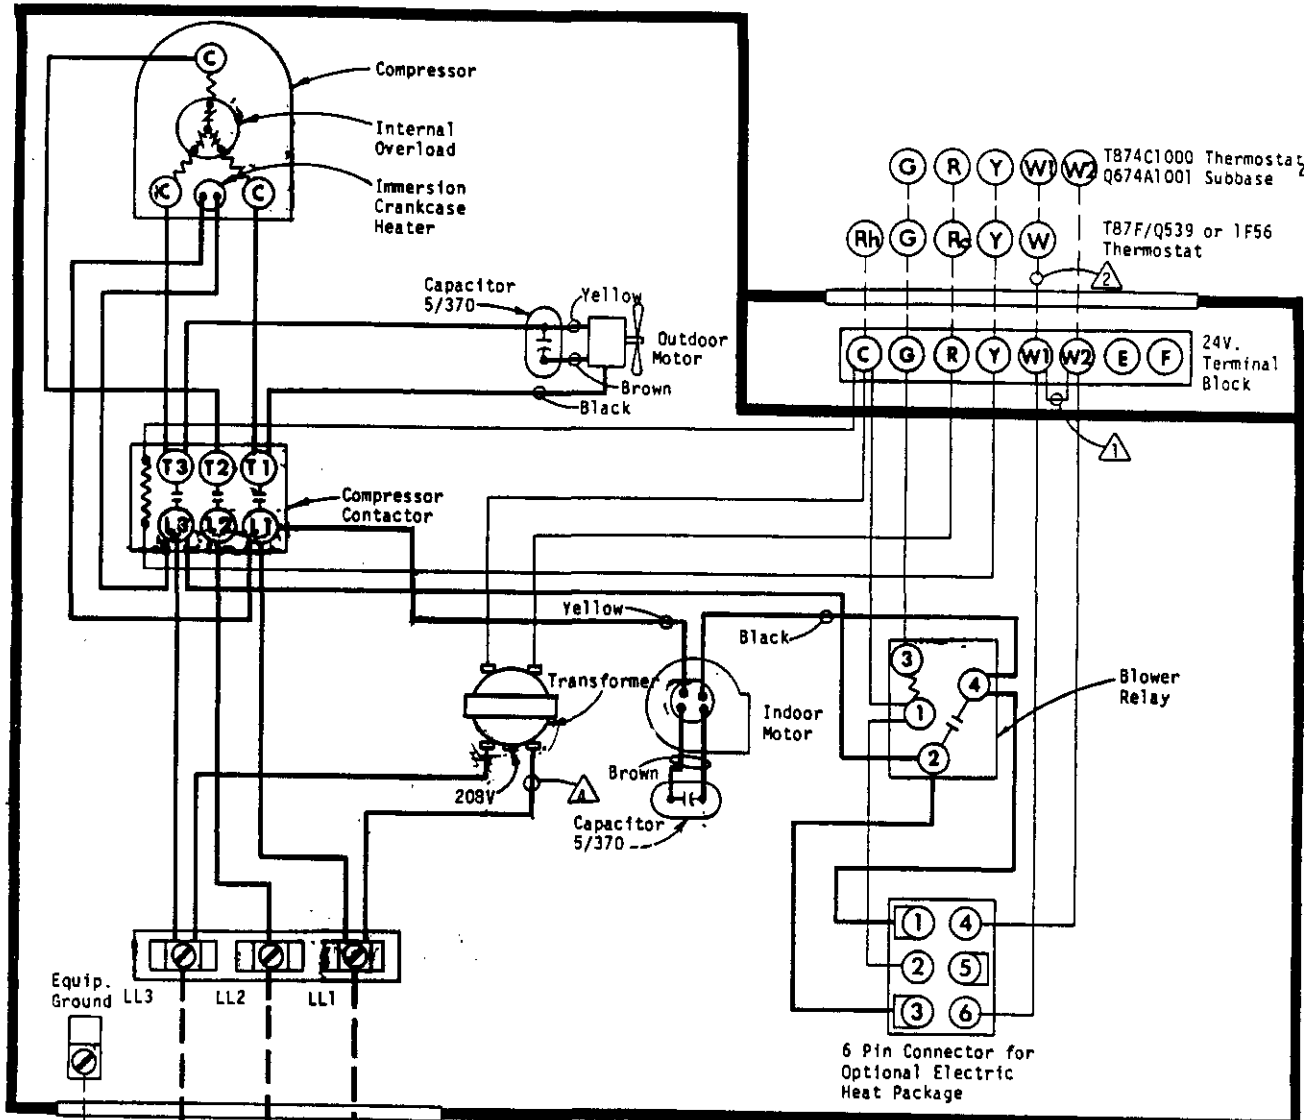 C
Compressor
Internal
Overload
C
C
Immersion
Crankcase
Heater
G R Y W1 W2
T874C1000 Thermostat
Q674A1001 Subbase
2
Rh G Rc Y W
T87F/Q539 or 1F56
Thermostat
2
Capacitor
5/370
Yellow
Outdoor
Motor
Brown
Black
C G R Y W1 W2 E F
24V.
Terminal
Block
1
T3 T2 T1
L3 L2 L1
Compressor
Contactor
Yellow
Black
Transformer
208V
4
Indoor
Motor
Brown
Capacitor
5/370
3
4
1
2
Blower
Relay
1 4
2 5
3 6
6 Pin Connector for
Optional Electric
Heat Package
Equip.
Ground
LL3 LL2 LL1